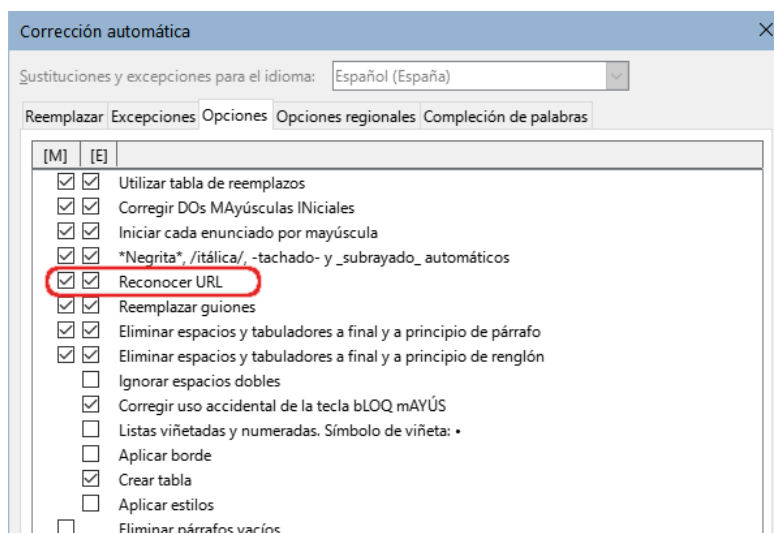 Corrección automática
Sustituciones y excepciones para el idioma: Español (España)
Reemplazar Excepciones Opciones Opciones regionales Compleción de palabras
[M] [E]
Utilizar tabla de reemplazos
Corregir DOs MAyúsculas INiciales
Iniciar cada enunciado por mayúscula
*Negrita*, /itálica/, -tachado- y _subrayado_ automáticos
Reconocer URL
Reemplazar guiones
Eliminar espacios y tabuladores a final y a principio de párrafo
Eliminar espacios y tabuladores a final y a principio de renglón
Ignorar espacios dobles
Corregir uso accidental de la tecla bLOQ mAYÚS
Listas viñetadas y numeradas. Símbolo de viñeta: •
Aplicar borde
Crear tabla
Aplicar estilos
Eliminar párrafos vacíos